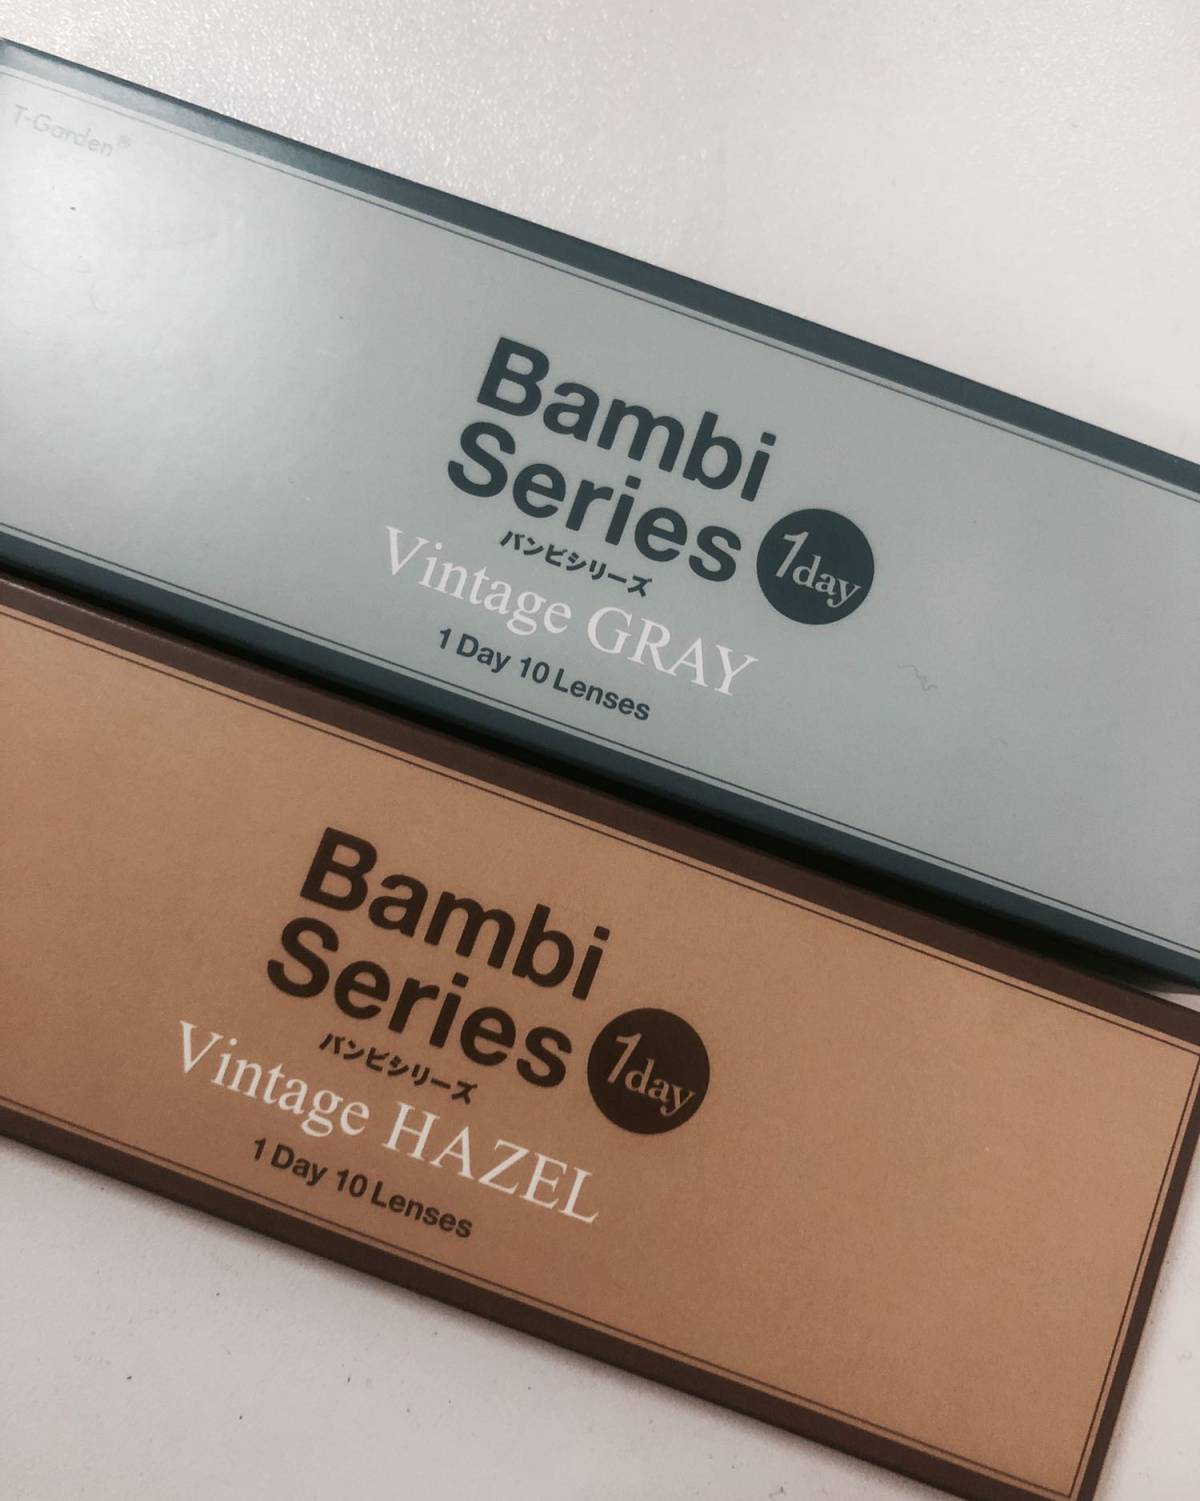 T-Garden®
Bambi
Series
1day
バンビシリーズ
Vintage GRAY
1 Day 10 Lenses
Bambi
Series
1day
バンビシリーズ
Vintage HAZEL
1 Day 10 Lenses